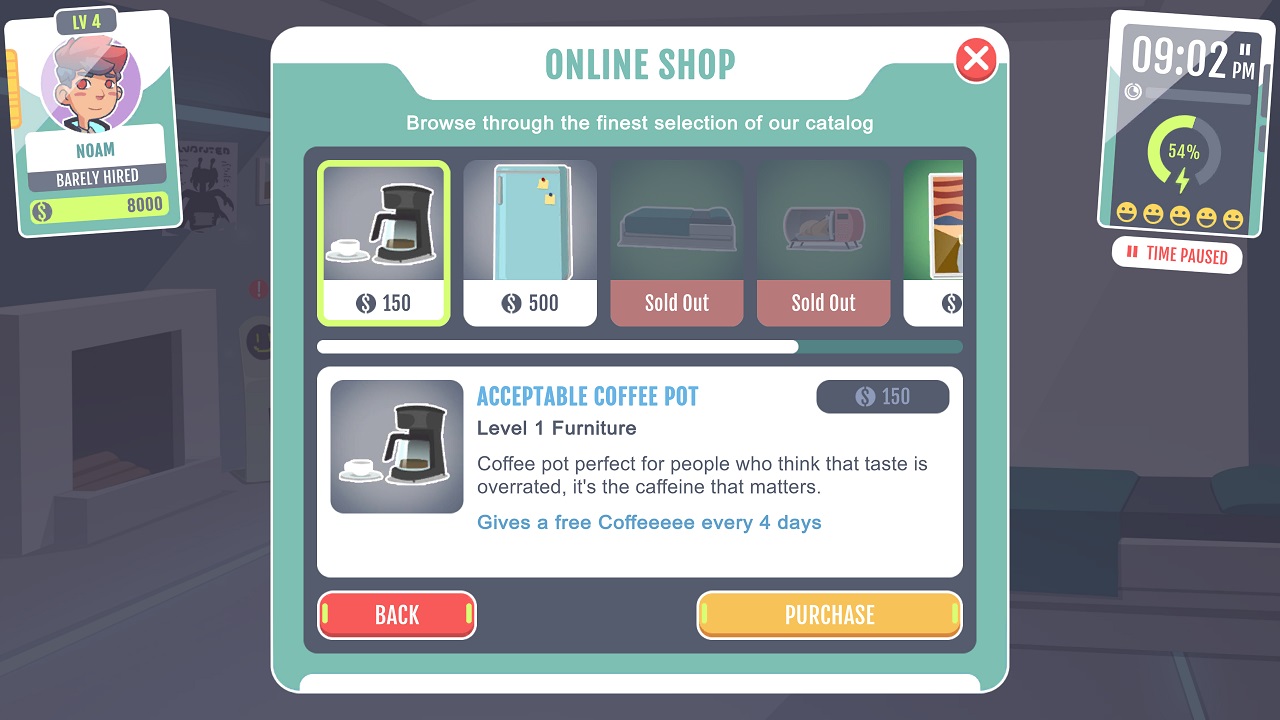 LV 4
NOAM
BARELY HIRED
8000
ONLINE SHOP
Browse through the finest selection of our catalog
150
500
Sold Out
Sold Out
ACCEPTABLE COFFEE POT
150
Level 1 Furniture
Coffee pot perfect for people who think that taste is
overrated, it's the caffeine that matters.
Gives a free Coffeeeee every 4 days
BACK
PURCHASE
09:02 PM
54%
TIME PAUSED